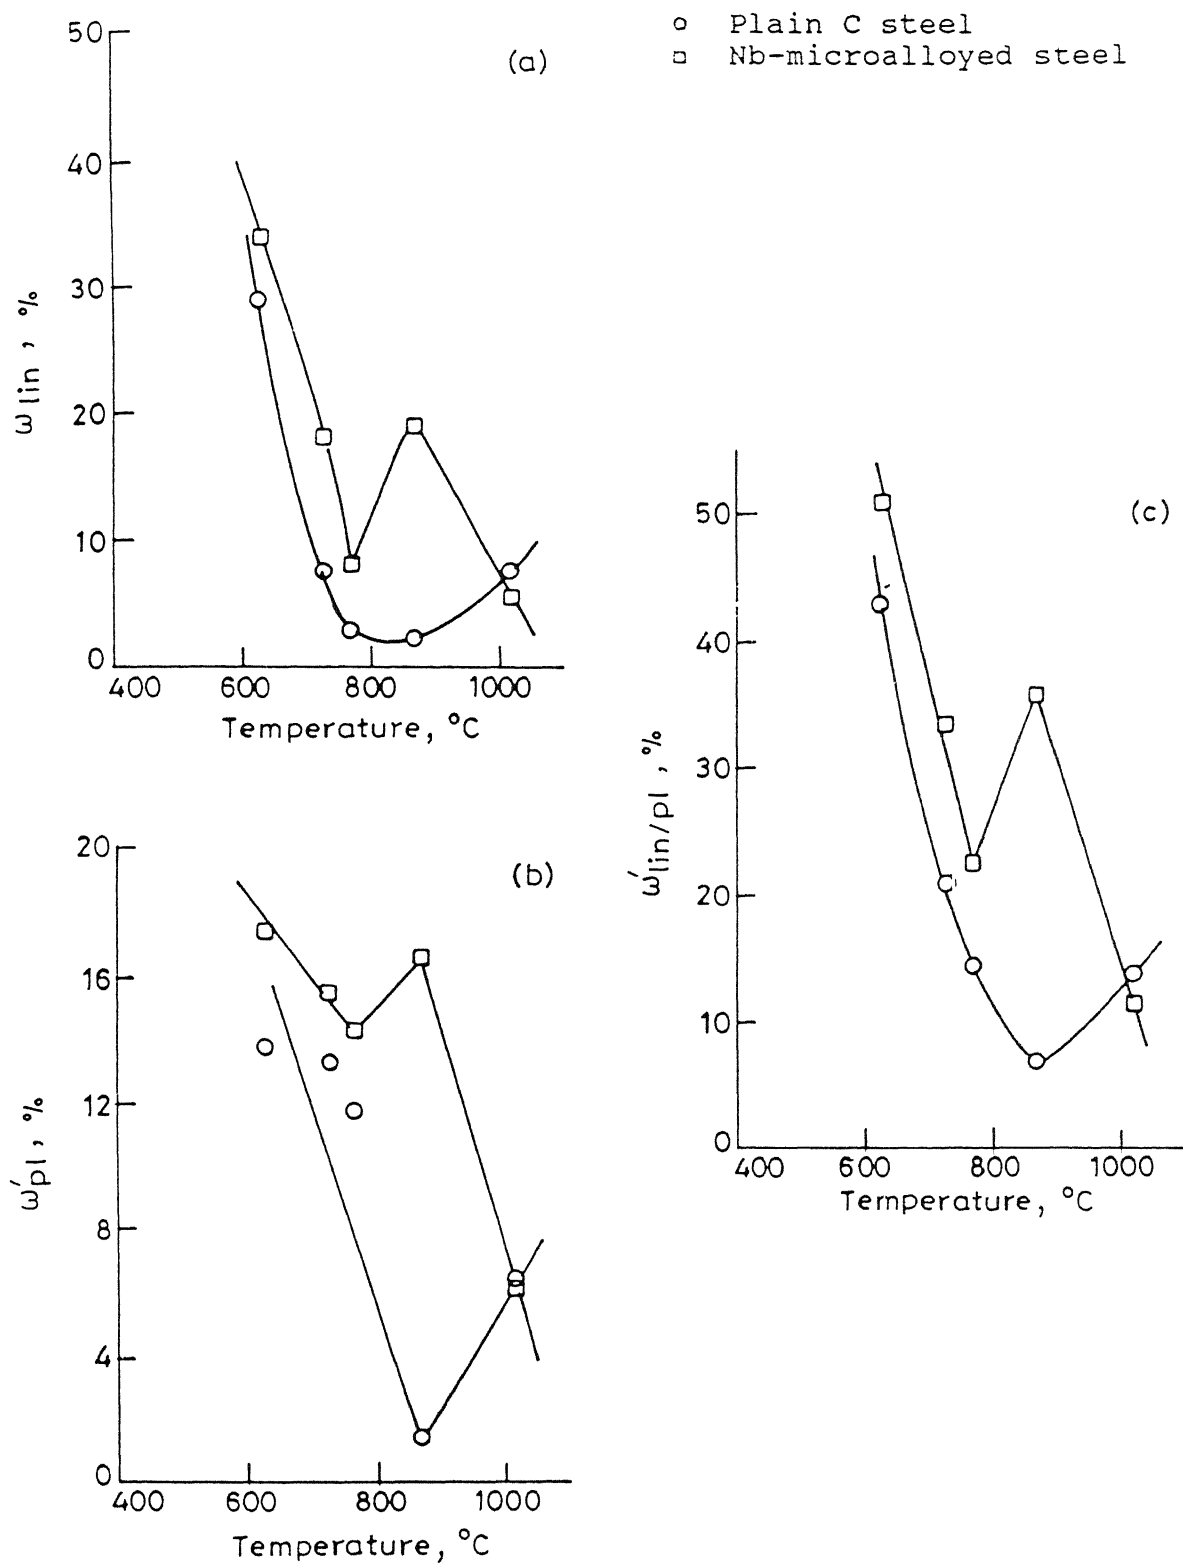 ○ Plain C steel
□ Nb-microalloyed steel
(a)
50
40
30
20
10
0
ωlin , %
400 600 800 1000
Temperature, °C
(b)
20
16
12
8
4
0
ω′pl , %
400 600 800 1000
Temperature, °C
(c)
50
40
30
20
10
0
ω′lin/pl , %
400 600 800 1000
Temperature, °C